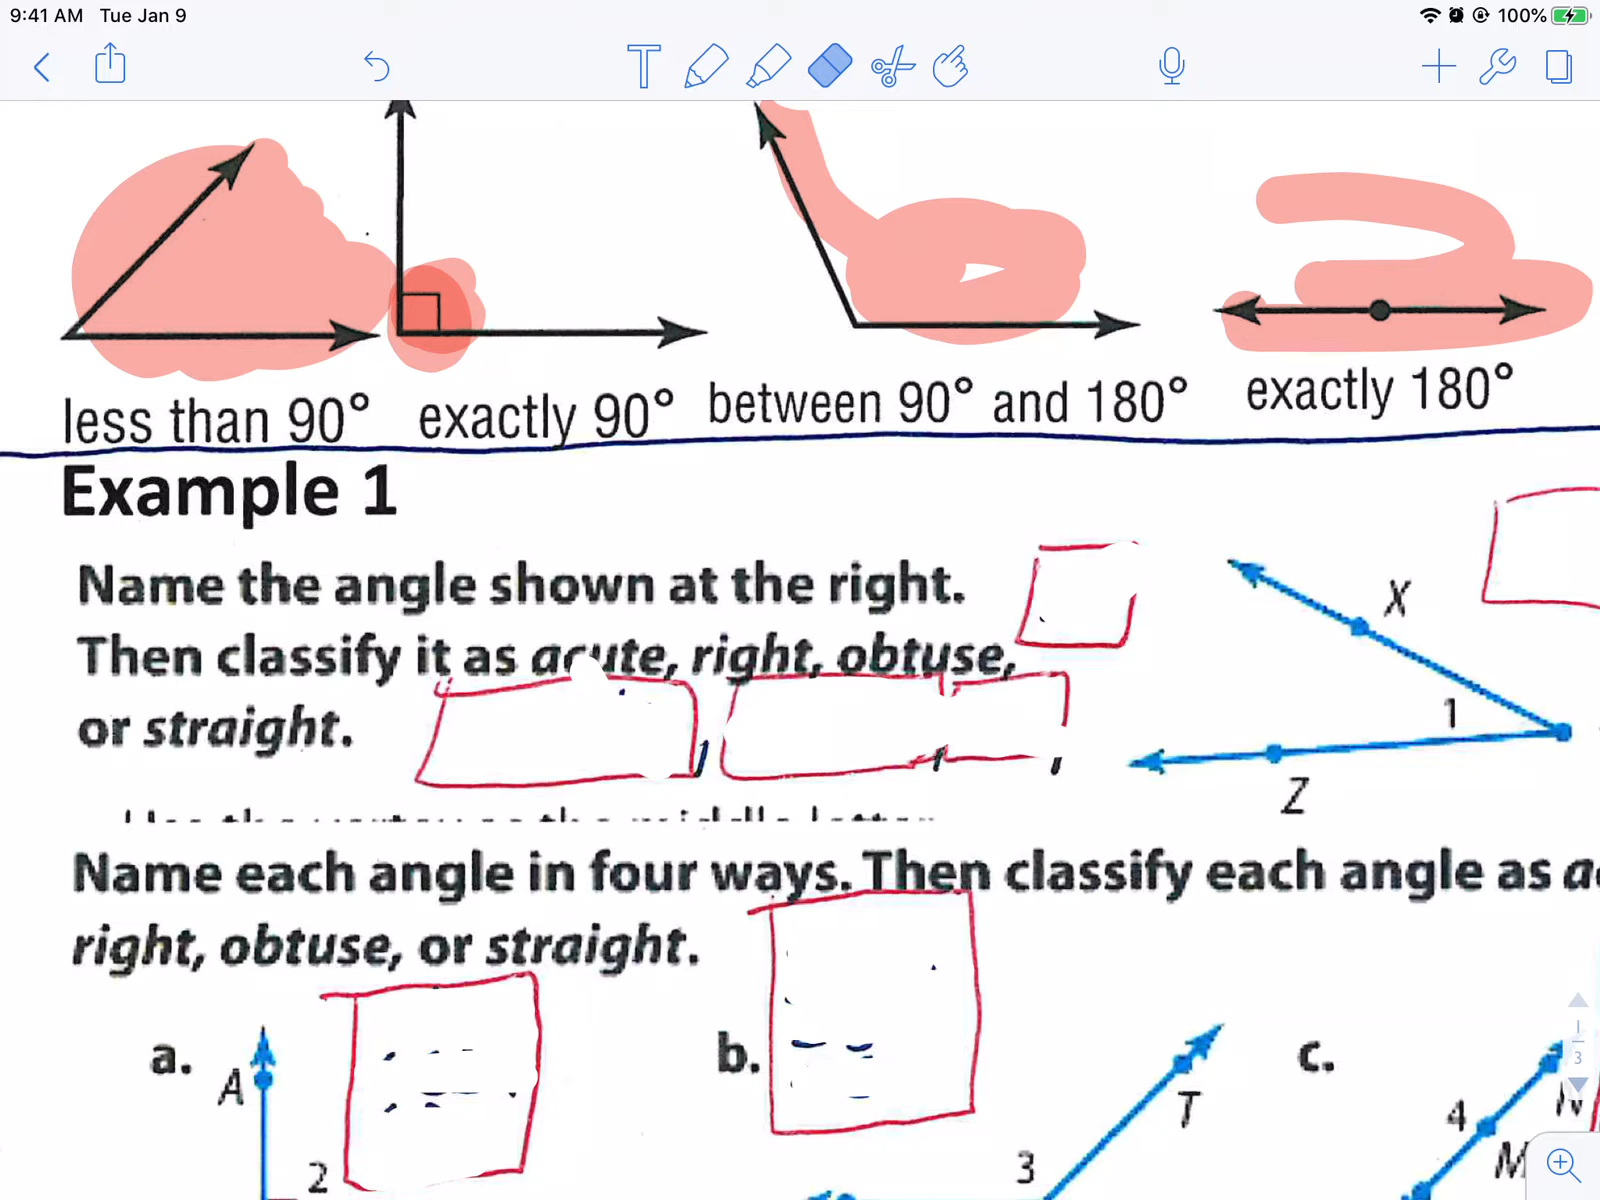 9:41 AM Tue Jan 9
100%
less than 90°
exactly 90°
between 90° and 180°
exactly 180°
Example 1
Name the angle shown at the right.
Then classify it as acute, right, obtuse,
or straight.
X
1
Z
Name each angle in four ways. Then classify each angle as
right, obtuse, or straight.
a.
A
2
b.
T
3
c.
4
N
M
1
3